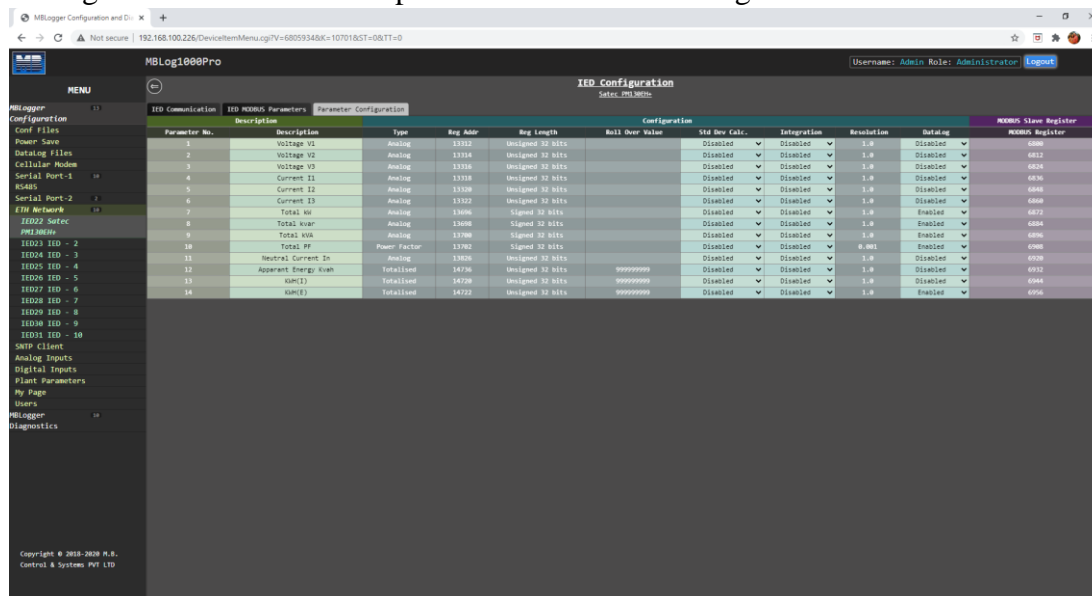 MBLogger Configuration and Di
Not secure | 192.168.100.226/DeviceItemMenu.cgi?V=6805934&K=10701&ST=0&TT=0
MBLog1000Pro
Username: Admin Role: Administrator Logout
MENU
IED Configuration
Satec PM130EH+
IED Communication IED MODBUS Parameters Parameter Configuration
Description Configuration MODBUS Slave Register
Parameter No. Description Type Reg Addr Reg Length Roll Over Value Std Dev Calc. Integration Resolution DataLog MODBUS Register
1 Voltage V1 Analog 13312 Unsigned 32 bits Disabled Disabled 1.0 Disabled 6800
2 Voltage V2 Analog 13314 Unsigned 32 bits Disabled Disabled 1.0 Disabled 6812
3 Voltage V3 Analog 13316 Unsigned 32 bits Disabled Disabled 1.0 Disabled 6824
4 Current I1 Analog 13318 Unsigned 32 bits Disabled Disabled 1.0 Disabled 6836
5 Current I2 Analog 13320 Unsigned 32 bits Disabled Disabled 1.0 Disabled 6848
6 Current I3 Analog 13322 Unsigned 32 bits Disabled Disabled 1.0 Disabled 6860
7 Total kW Analog 13696 Signed 32 bits Disabled Disabled 1.0 Enabled 6872
8 Total kvar Analog 13698 Signed 32 bits Disabled Disabled 1.0 Enabled 6884
9 Total kVA Analog 13700 Signed 32 bits Disabled Disabled 1.0 Enabled 6896
10 Total PF Power Factor 13702 Signed 32 bits Disabled Disabled 0.001 Enabled 6908
11 Neutral Current In Analog 13826 Unsigned 32 bits Disabled Disabled 1.0 Disabled 6920
12 Apparant Energy Kvah Totalised 14736 Unsigned 32 bits 999999999 Disabled Disabled 1.0 Disabled 6932
13 KWH(I) Totalised 14720 Unsigned 32 bits 999999999 Disabled Disabled 1.0 Disabled 6944
14 KWH(E) Totalised 14722 Unsigned 32 bits 999999999 Disabled Disabled 1.0 Enabled 6956
MBLogger
Configuration
Conf Files
Power Save
DataLog Files
Cellular Modem
Serial Port-1
RS485
Serial Port-2
ETH Network
IED22 Satec
PM130EH+
IED23 IED - 2
IED24 IED - 3
IED25 IED - 4
IED26 IED - 5
IED27 IED - 6
IED28 IED - 7
IED29 IED - 8
IED30 IED - 9
IED31 IED - 10
SNTP Client
Analog Inputs
Digital Inputs
Plant Parameters
My Page
Users
MBLogger
Diagnostics
Copyright © 2018-2020 M.B.
Control & Systems PVT LTD